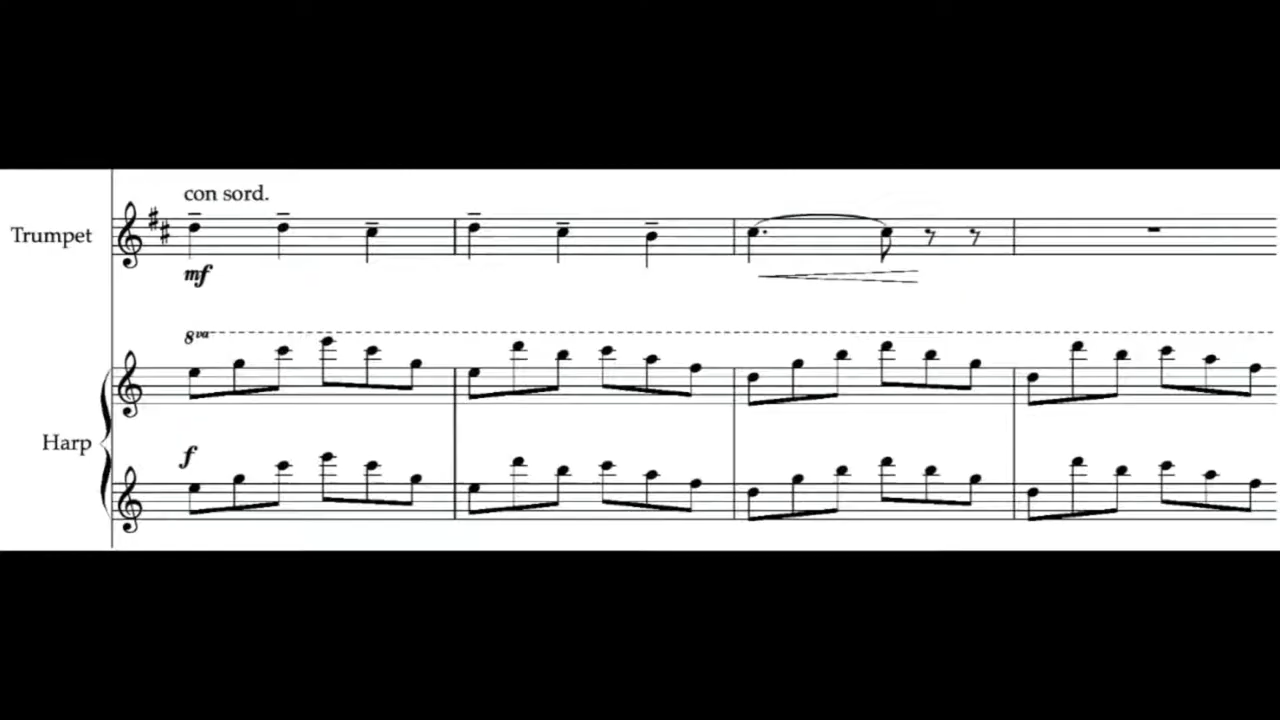 con sord.
Trumpet
mf
8va
Harp
f